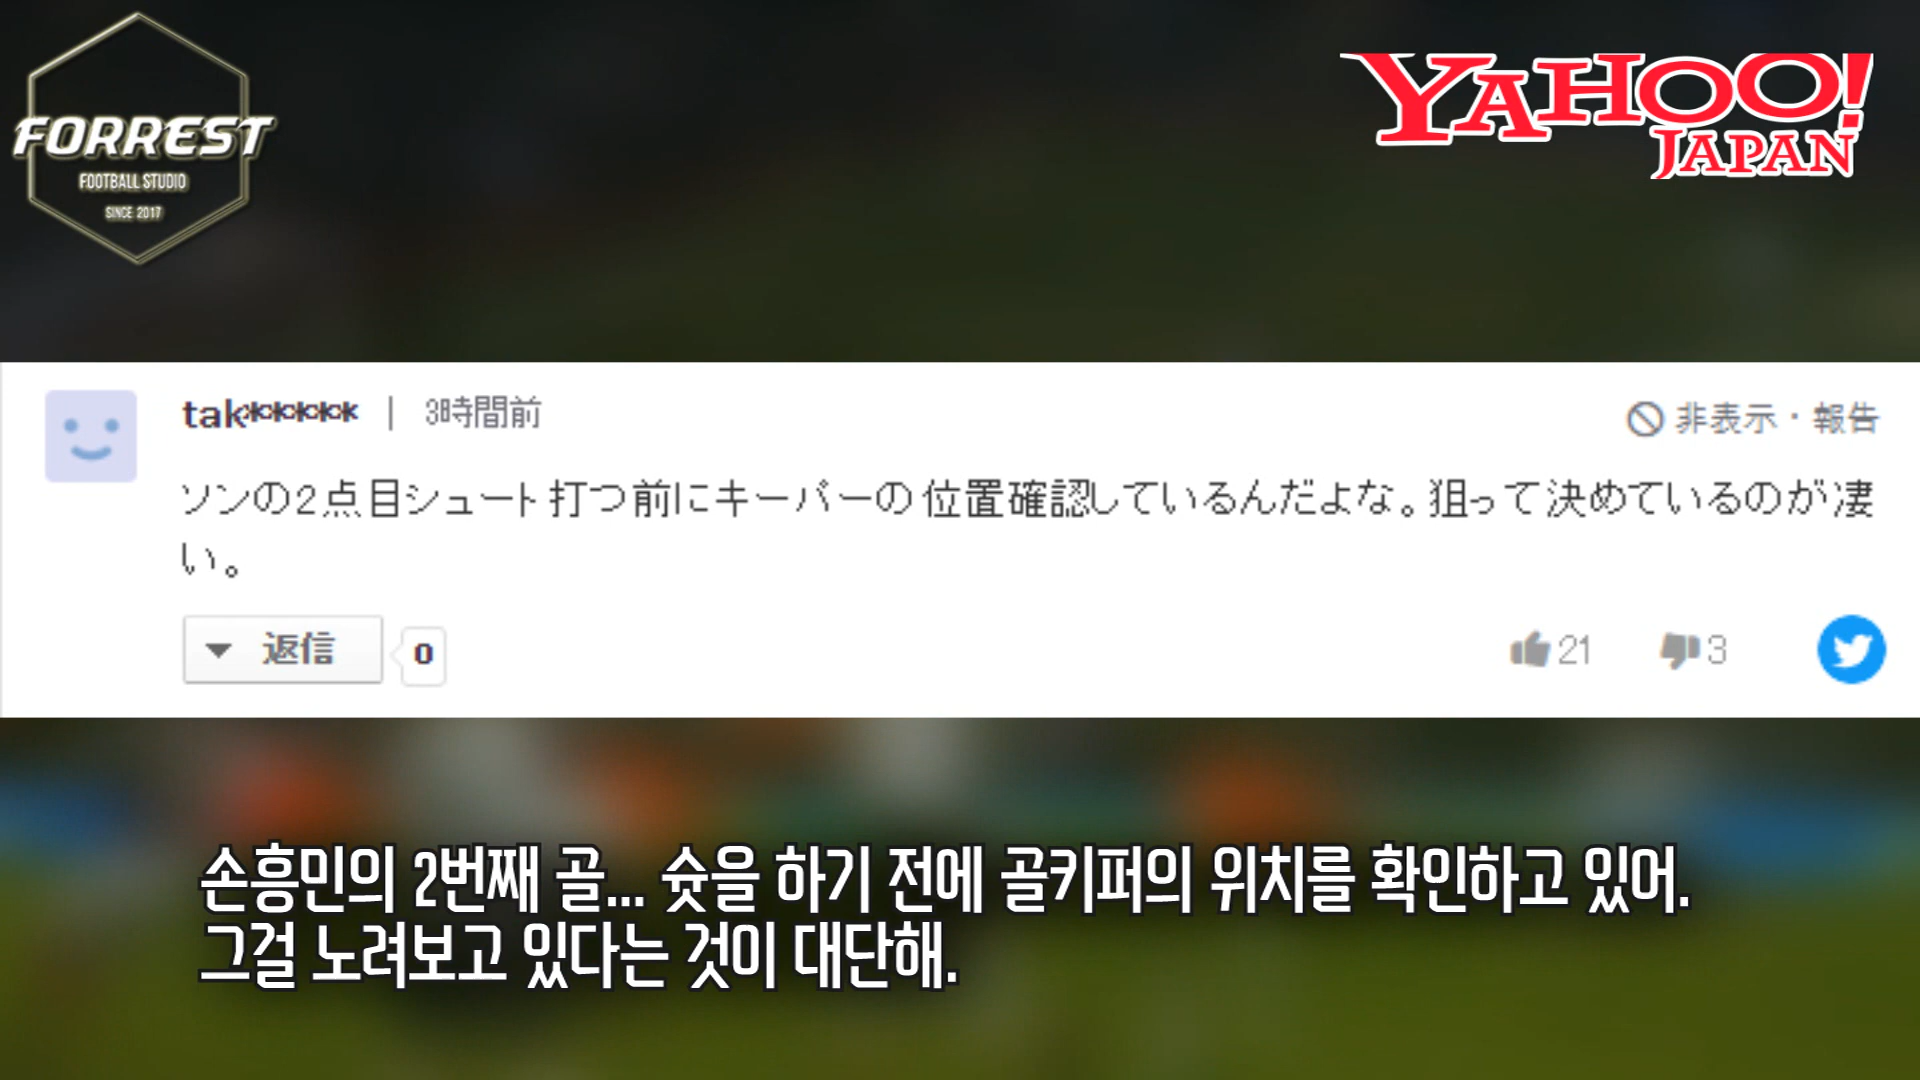 FORREST
FOOTBALL STUDIO
SINCE 2017
YAHOO!
JAPAN
tak***** | 3時間前
非表示・報告
ソンの2点目シュート打つ前にキーパーの位置確認しているんだよな。狙って決めているのが凄
い。
返信 0
21 3
손흥민의 2번째 골... 슛을 하기 전에 골키퍼의 위치를 확인하고 있어.
그걸 노려보고 있다는 것이 대단해.